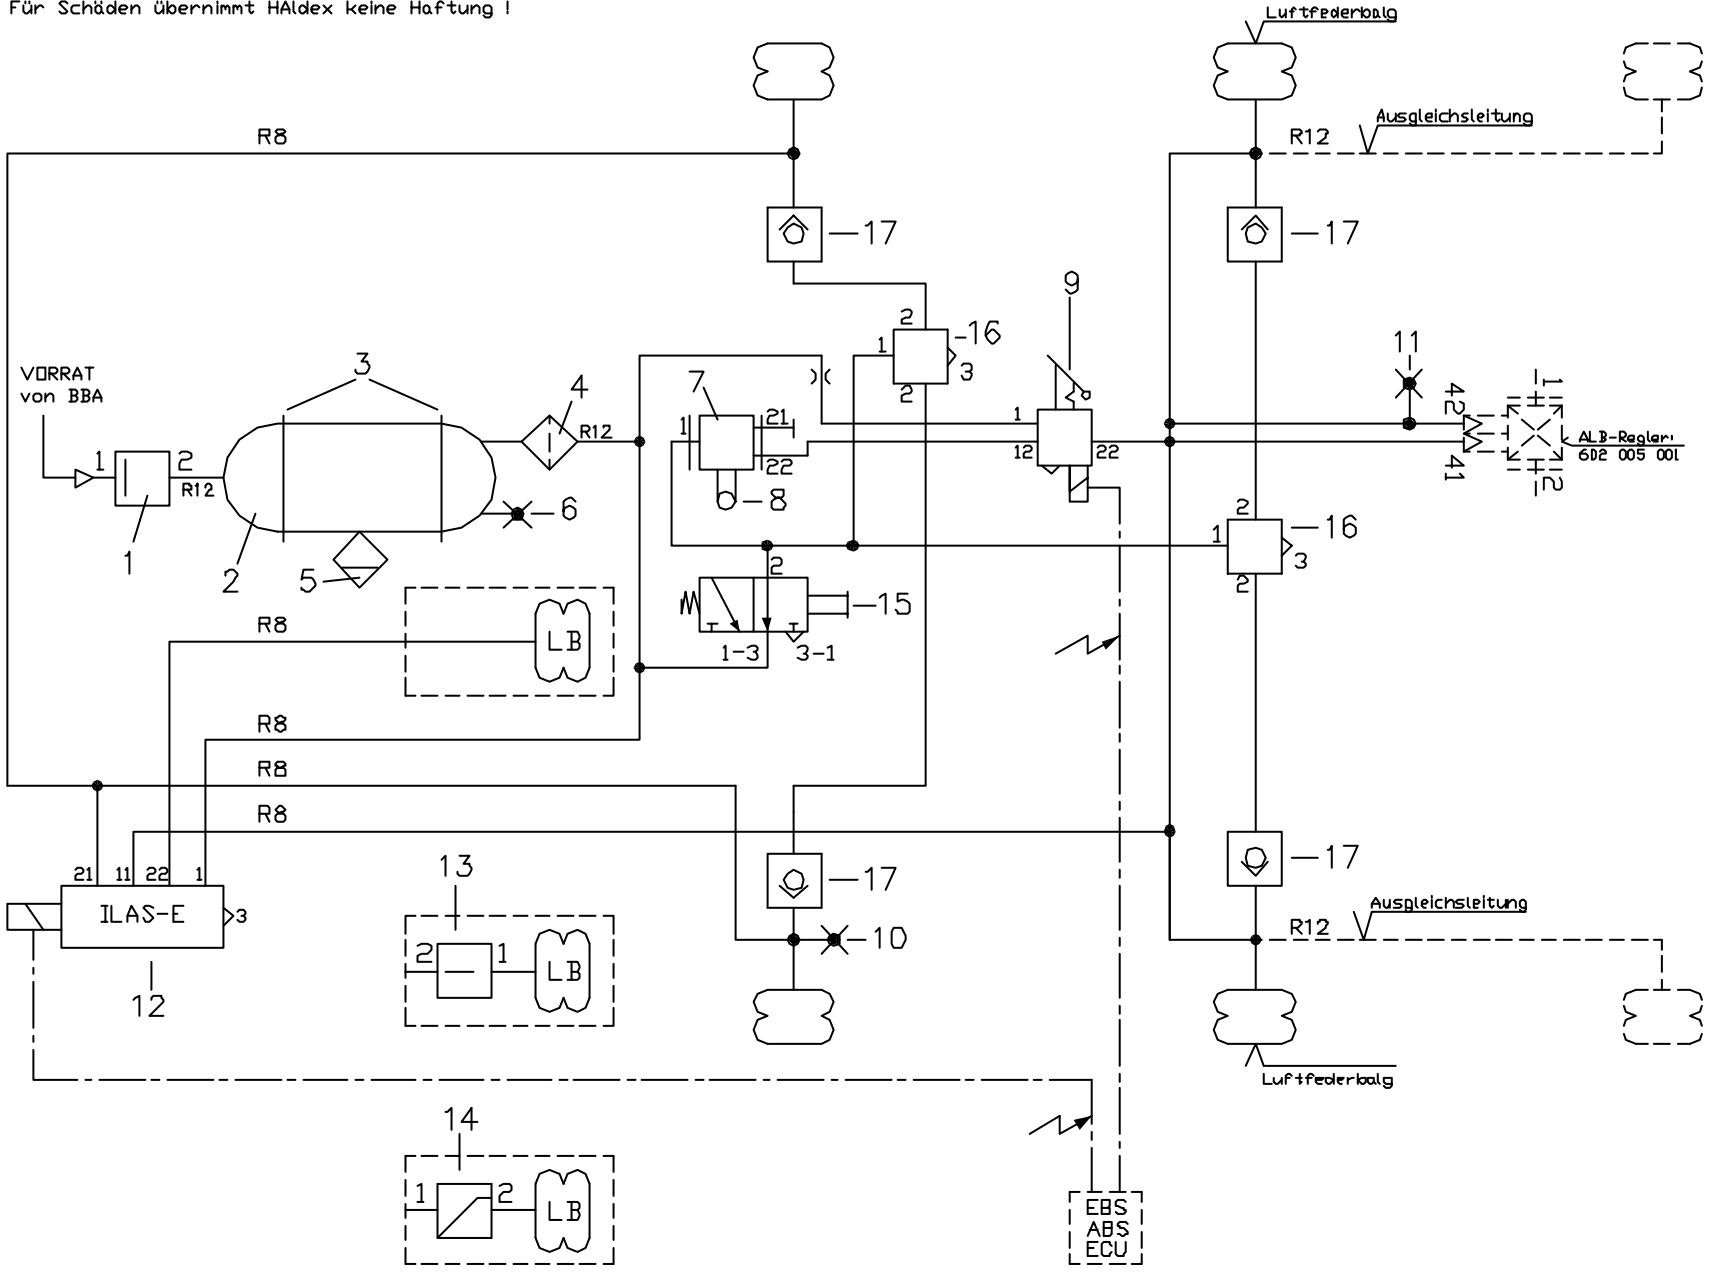 Für Schäden übernimmt HAldex keine Haftung !
Luftfederbalg
R8
R12
Ausgleichsleitung
17
17
9
2
16
1
3
2
11
3
VORRAT
von BBA
4
7
1
42
1
1
2
R12
1
21
R12
1
12
22
ALB-Regler:
6D2 005 001
22
41
2
6
8
2
16
1
3
2
1
2
5
2
15
1-3
3-1
R8
LB
R8
R8
R8
21
11
22
1
13
17
17
ILAS-E
3
Ausgleichsleitung
R12
2
1
LB
10
12
Luftfederbalg
14
1
2
LB
EBS
ABS
ECU